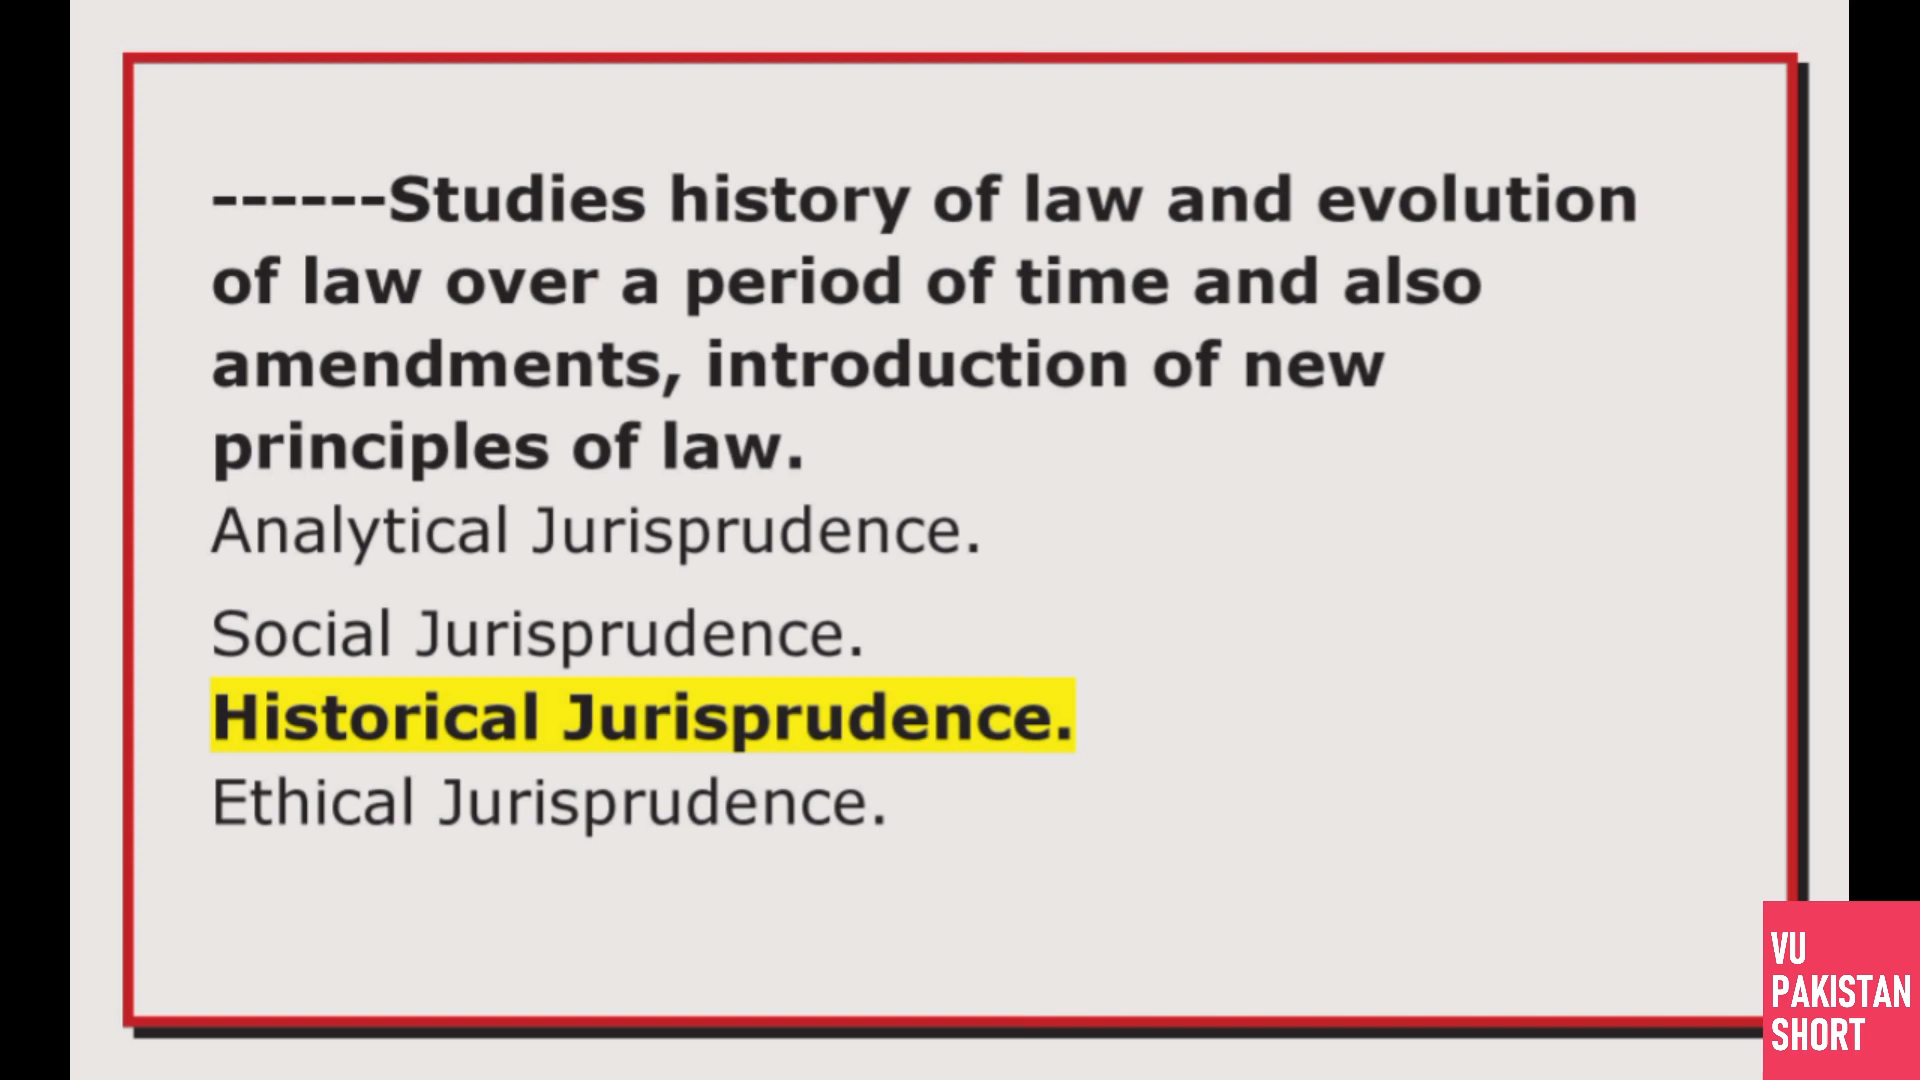 ------Studies history of law and evolution
of law over a period of time and also
amendments, introduction of new
principles of law.
Analytical Jurisprudence.
Social Jurisprudence.
Historical Jurisprudence.
Ethical Jurisprudence.
VU
PAKISTAN
SHORT